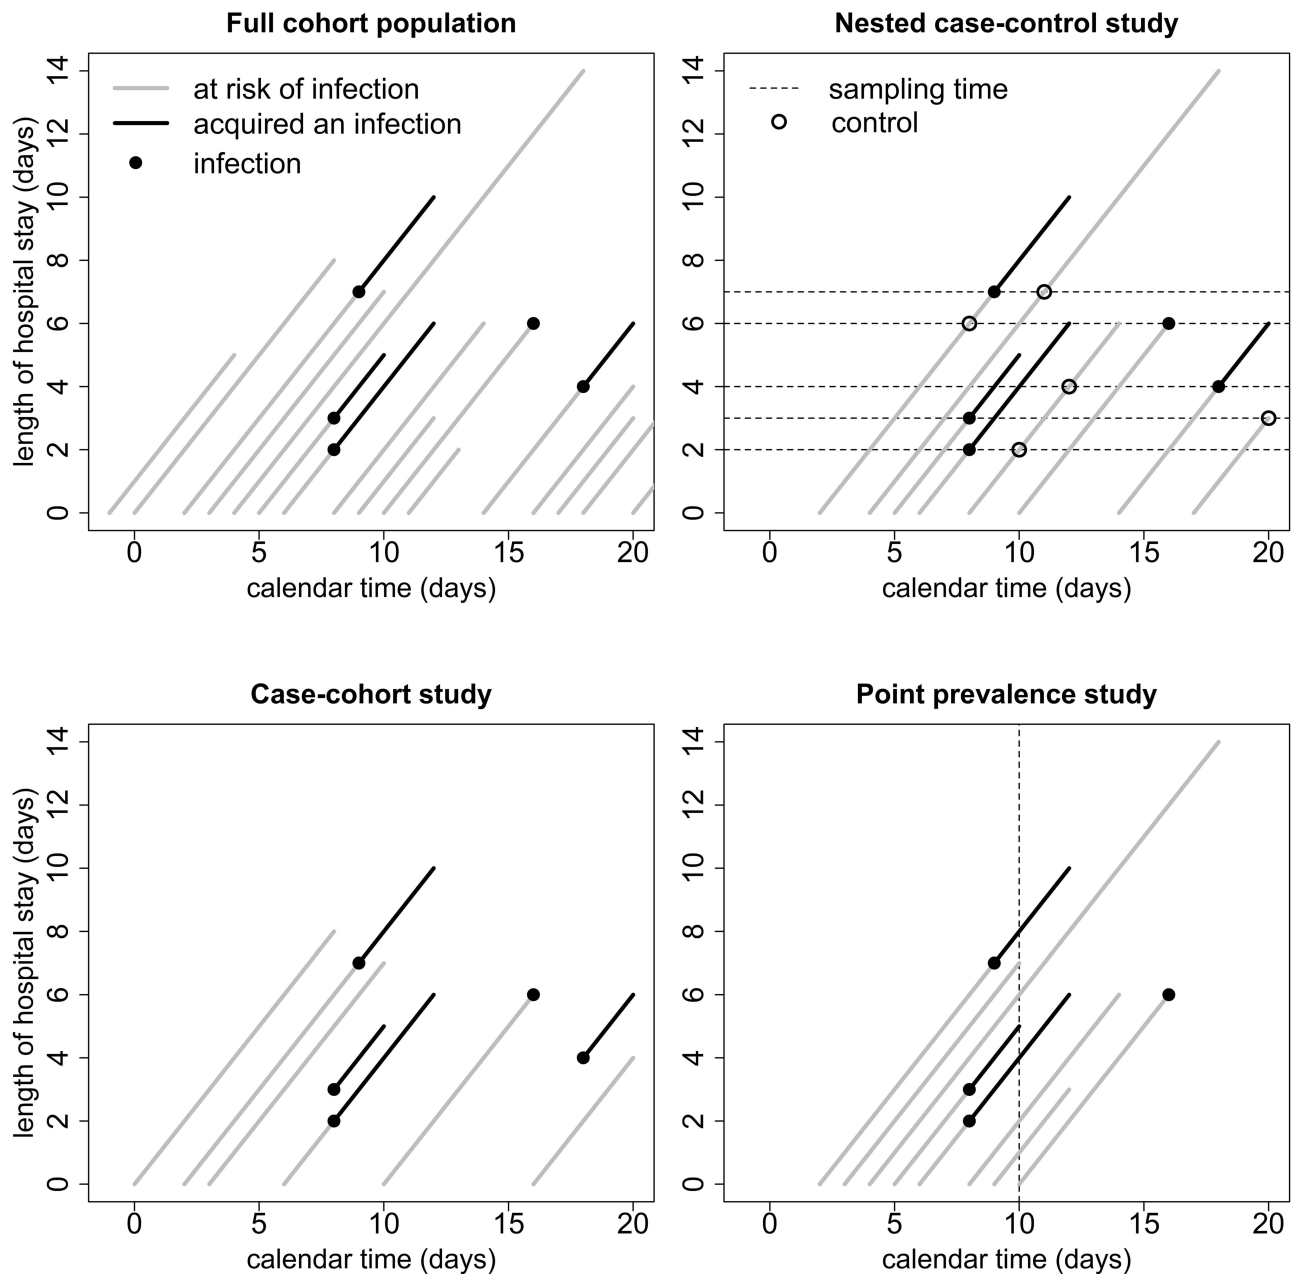 Full cohort population
at risk of infection
acquired an infection
infection
length of hospital stay (days)
0 2 4 6 8 10 12 14
0 5 10 15 20
calendar time (days)
Nested case-control study
sampling time
control
0 2 4 6 8 10 12 14
0 5 10 15 20
calendar time (days)
Case-cohort study
length of hospital stay (days)
0 2 4 6 8 10 12 14
0 5 10 15 20
calendar time (days)
Point prevalence study
0 2 4 6 8 10 12 14
0 5 10 15 20
calendar time (days)